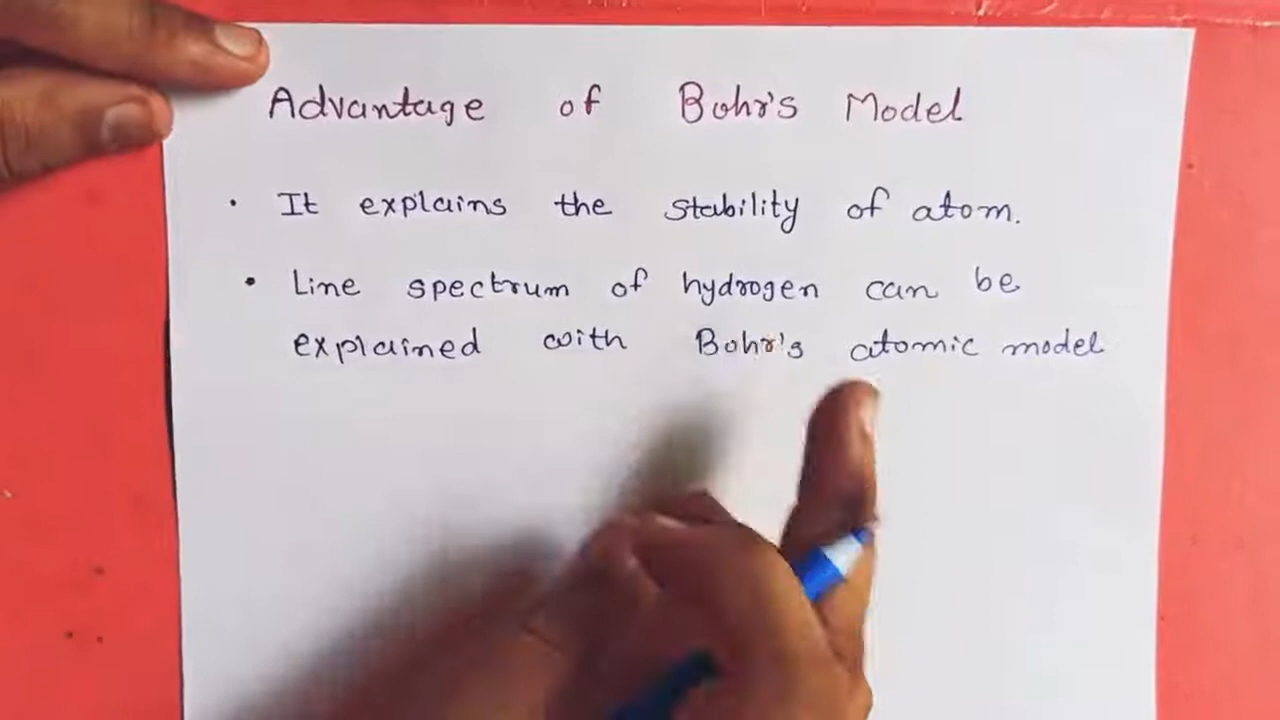 Advantage of Bohr's Model
• It explains the stability of atom.
• Line spectrum of hydrogen can be
explained with Bohr's atomic model